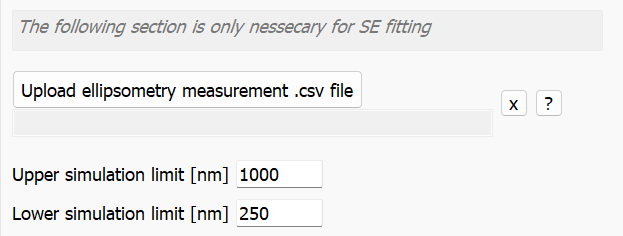 The following section is only nessecary for SE fitting
Upload ellipsometry measurement .csv file
x ?
Upper simulation limit [nm] 1000
Lower simulation limit [nm] 250